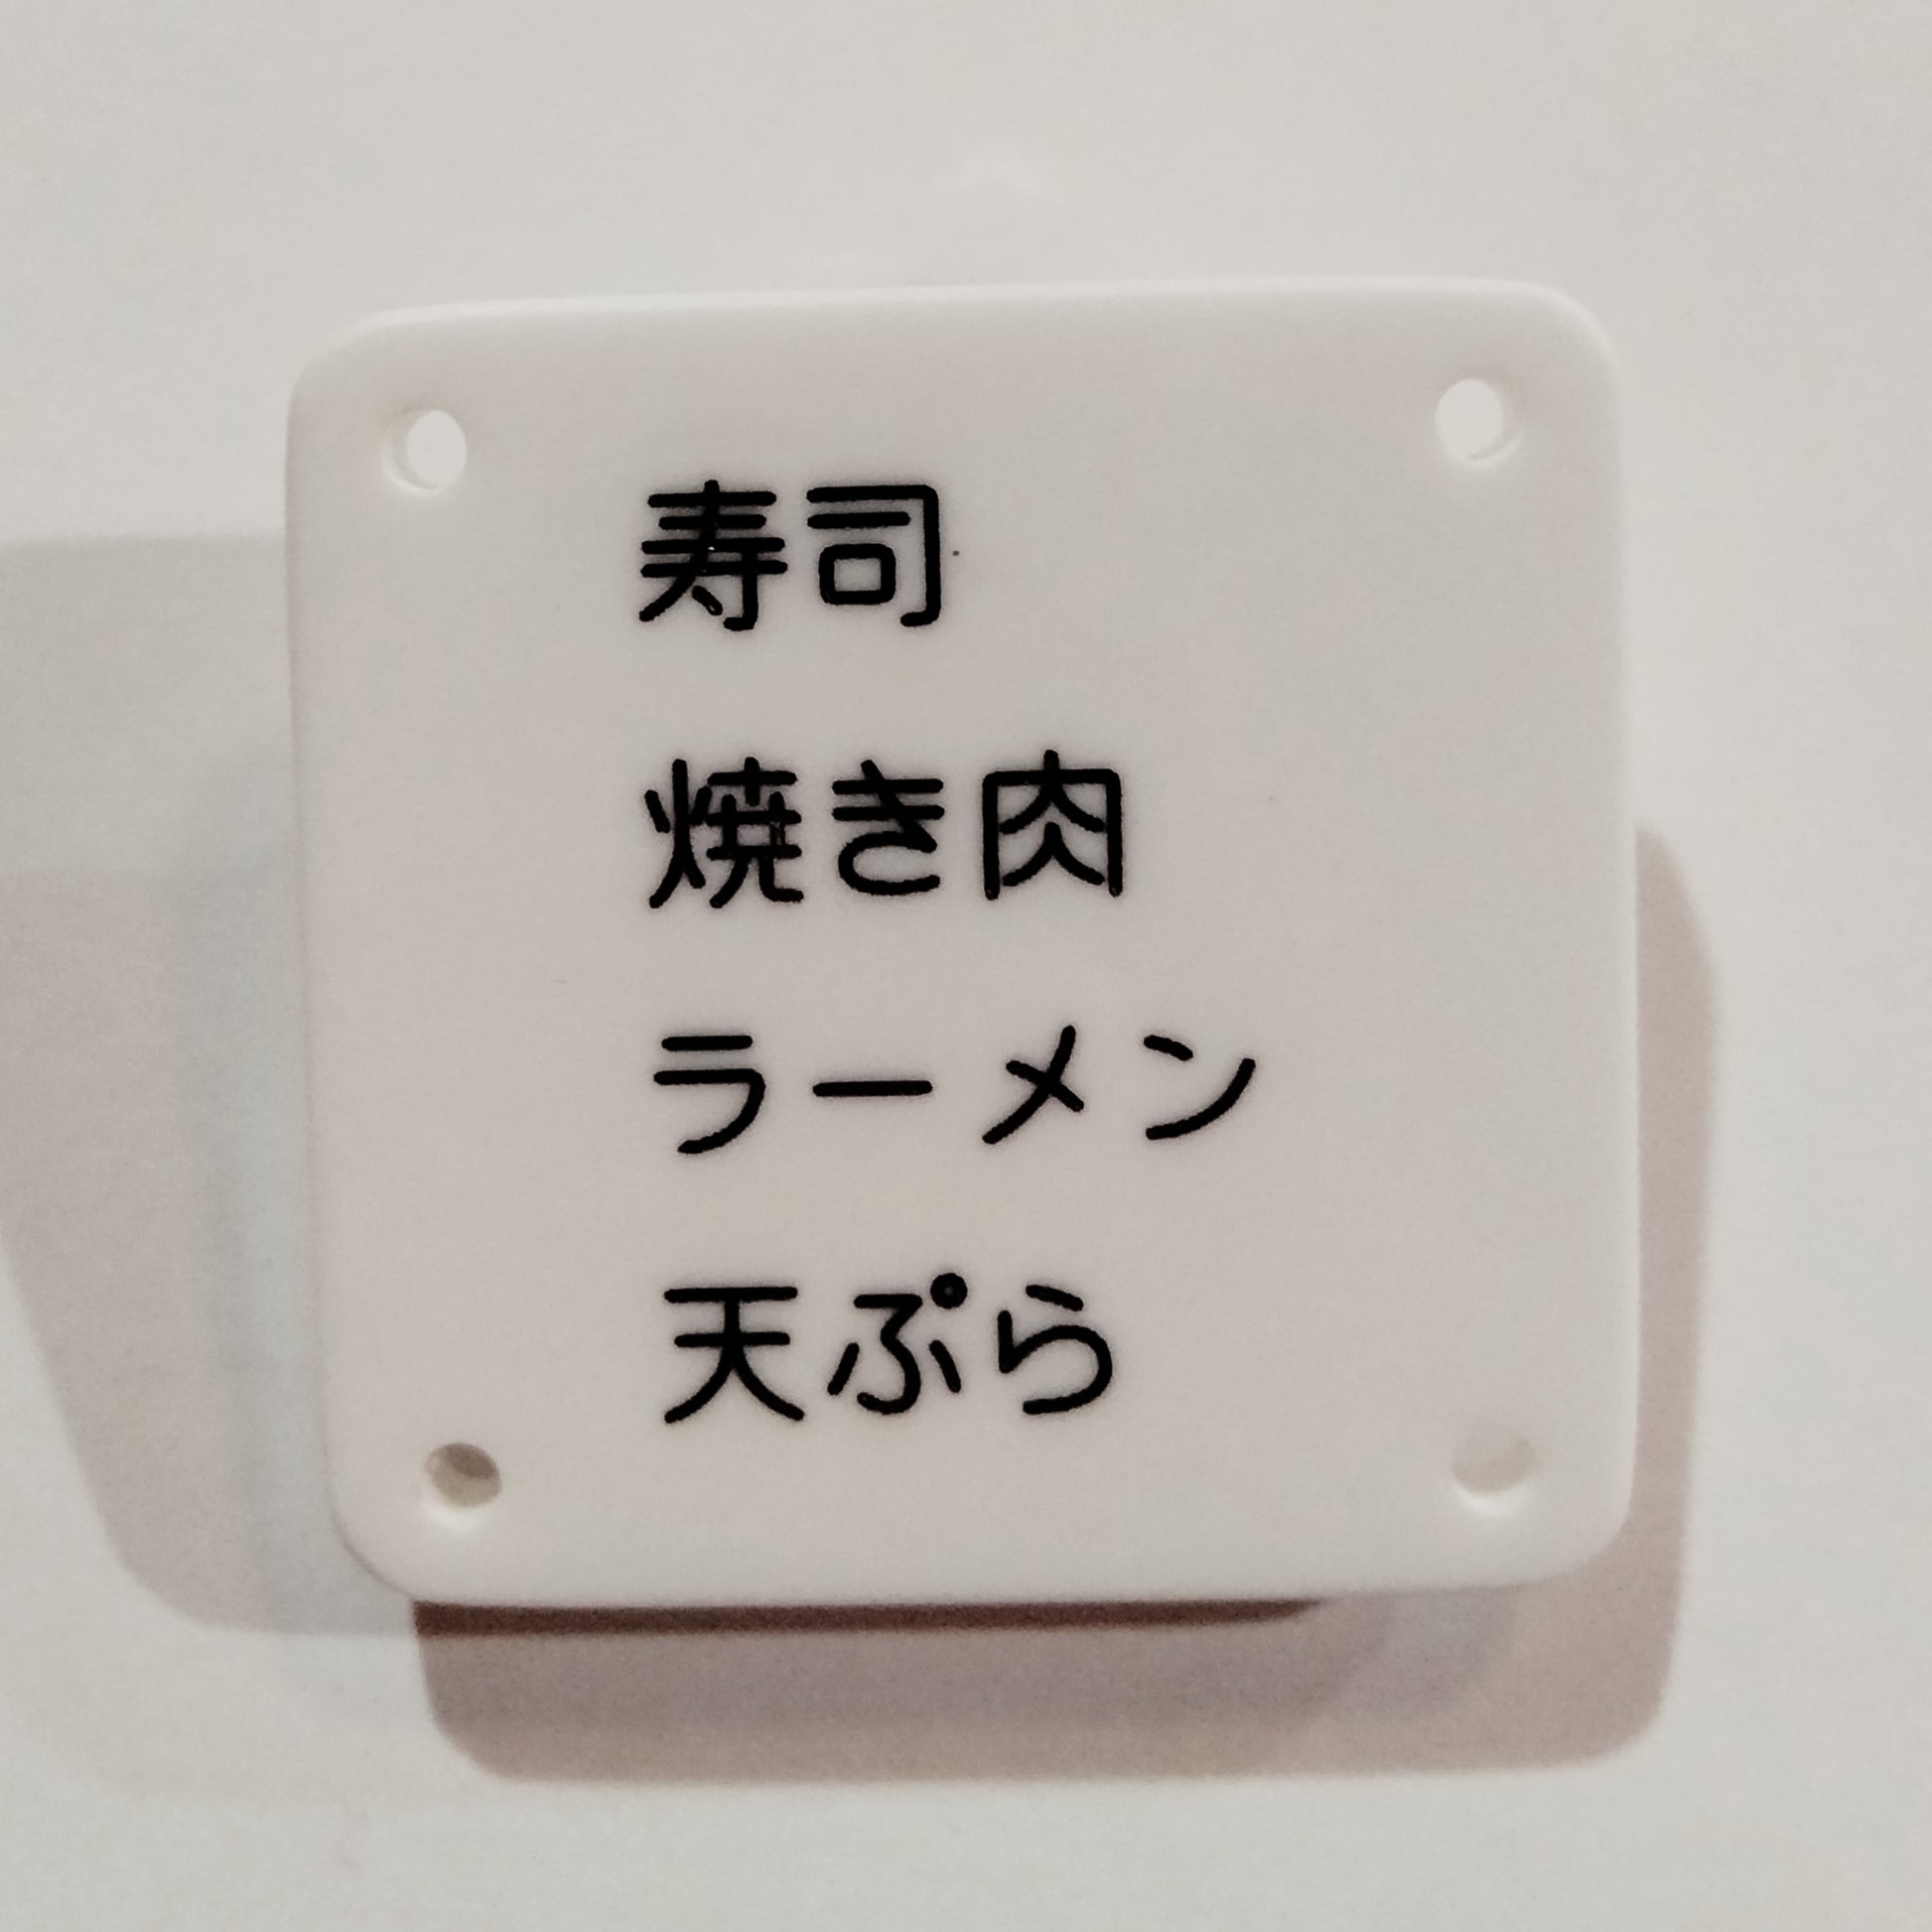 寿司
焼き肉
ラーメン
天ぷら